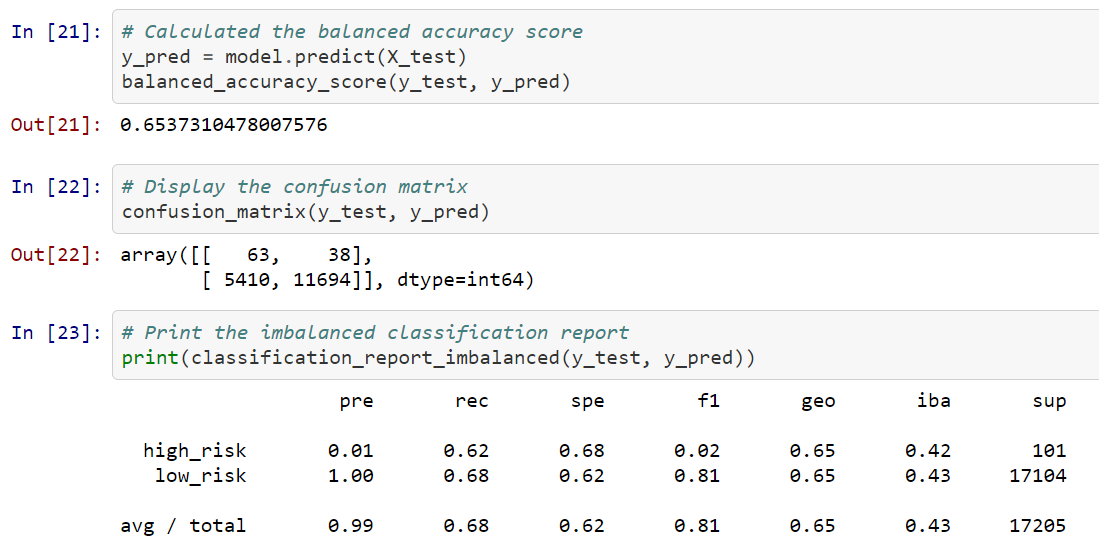 In [21]: # Calculated the balanced accuracy score
y_pred = model.predict(X_test)
balanced_accuracy_score(y_test, y_pred)
Out[21]: 0.6537310478007576
In [22]: # Display the confusion matrix
confusion_matrix(y_test, y_pred)
Out[22]: array([[   63,    38],
       [ 5410, 11694]], dtype=int64)
In [23]: # Print the imbalanced classification report
print(classification_report_imbalanced(y_test, y_pred))
pre rec spe f1 geo iba sup
high_risk 0.01 0.62 0.68 0.02 0.65 0.42 101
low_risk 1.00 0.68 0.62 0.81 0.65 0.43 17104
avg / total 0.99 0.68 0.62 0.81 0.65 0.43 17205